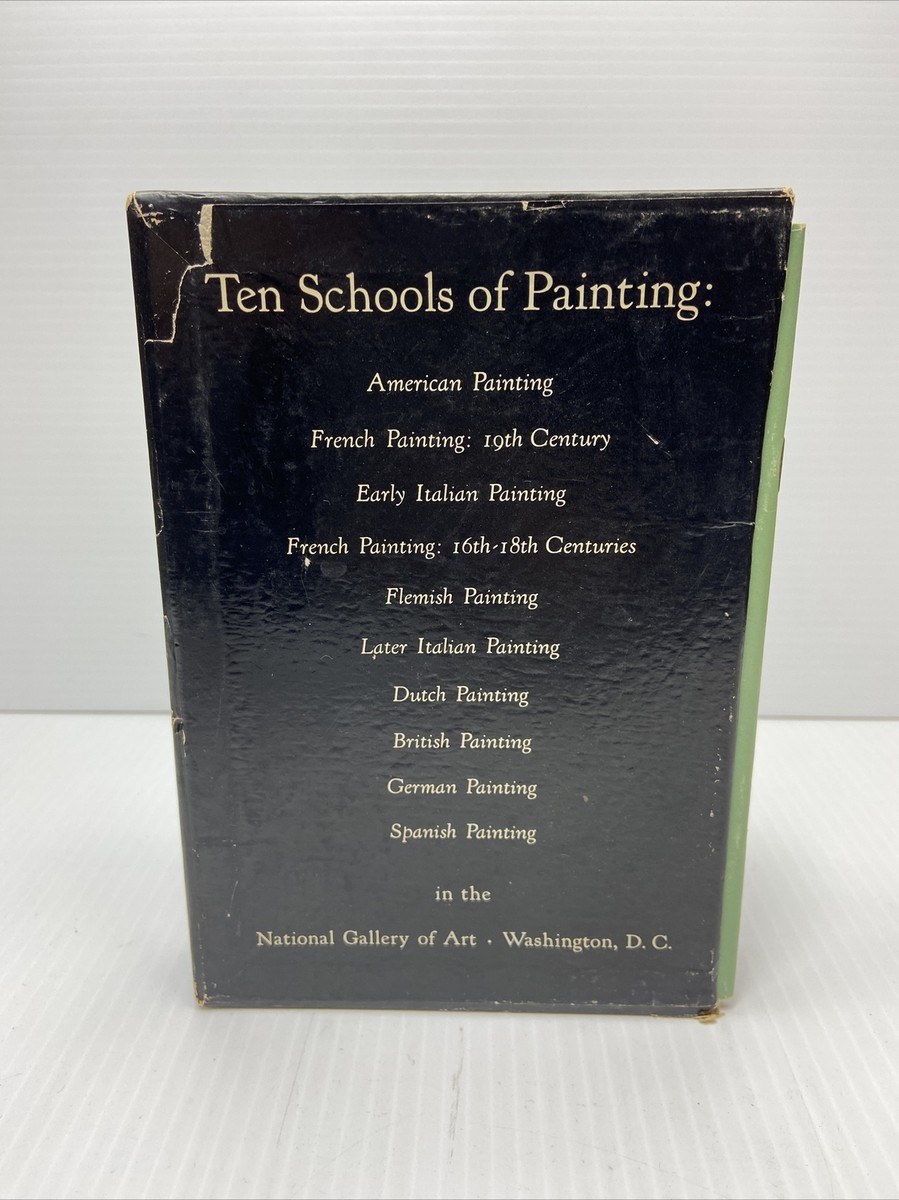 Ten Schools of Painting:
American Painting
French Painting: 19th Century
Early Italian Painting
French Painting: 16th-18th Centuries
Flemish Painting
Later Italian Painting
Dutch Painting
British Painting
German Painting
Spanish Painting
in the
National Gallery of Art · Washington, D. C.